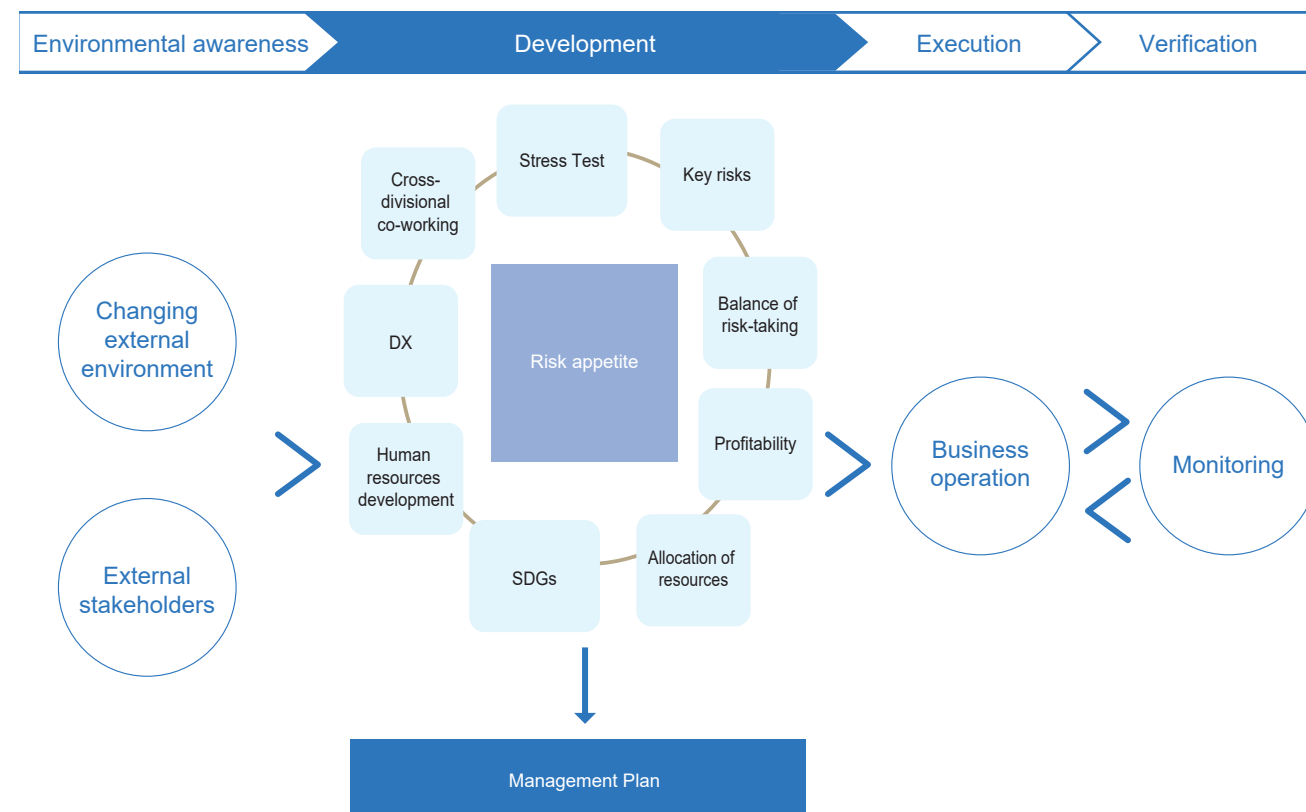 Environmental awareness
Development
Execution
Verification
Stress Test
Key risks
Cross-
divisional
co-working
Balance of
risk-taking
Changing
external
environment
DX
Risk appetite
Profitability
Human
resources
development
Business
operation
Monitoring
External
stakeholders
SDGs
Allocation of
resources
Management Plan